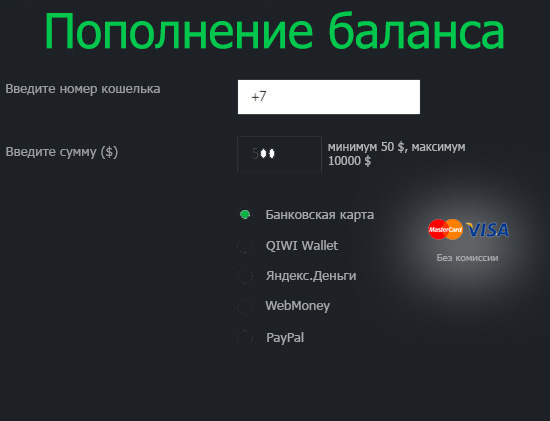 Пополнение баланса
Введите номер кошелька
+7
Введите сумму ($)
минимум 50 $, максимум
10000 $
Банковская карта
MasterCard VISA
QIWI Wallet
Без комиссии
Яндекс.Деньги
WebMoney
PayPal